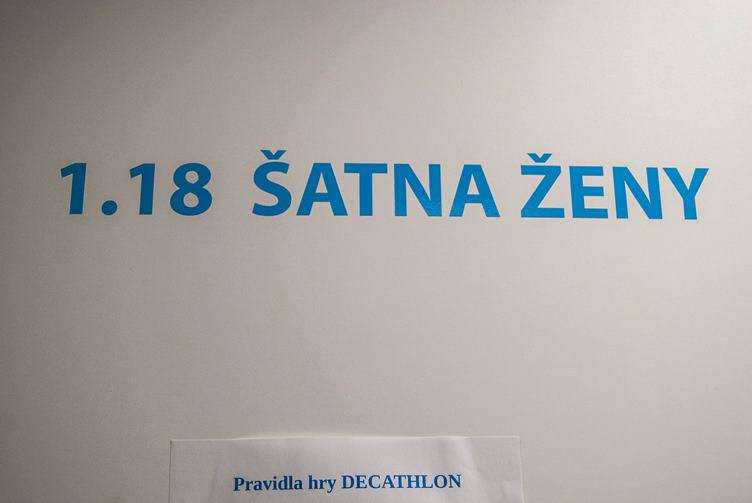 1.18 ŠATNA ŽENY
Pravidla hry DECATHLON